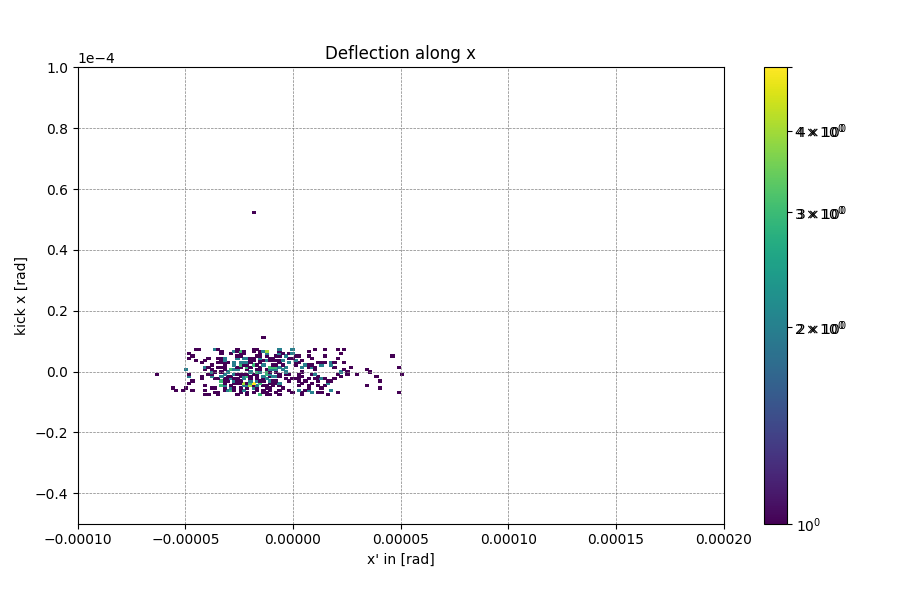 Deflection along x
1e−4
1.0
0.8
0.6
0.4
0.2
0.0
−0.2
−0.4
kick x [rad]
−0.00010
−0.00005
0.00000
0.00005
0.00010
0.00015
0.00020
x' in [rad]
4 × 10⁰
3 × 10⁰
2 × 10⁰
10⁰